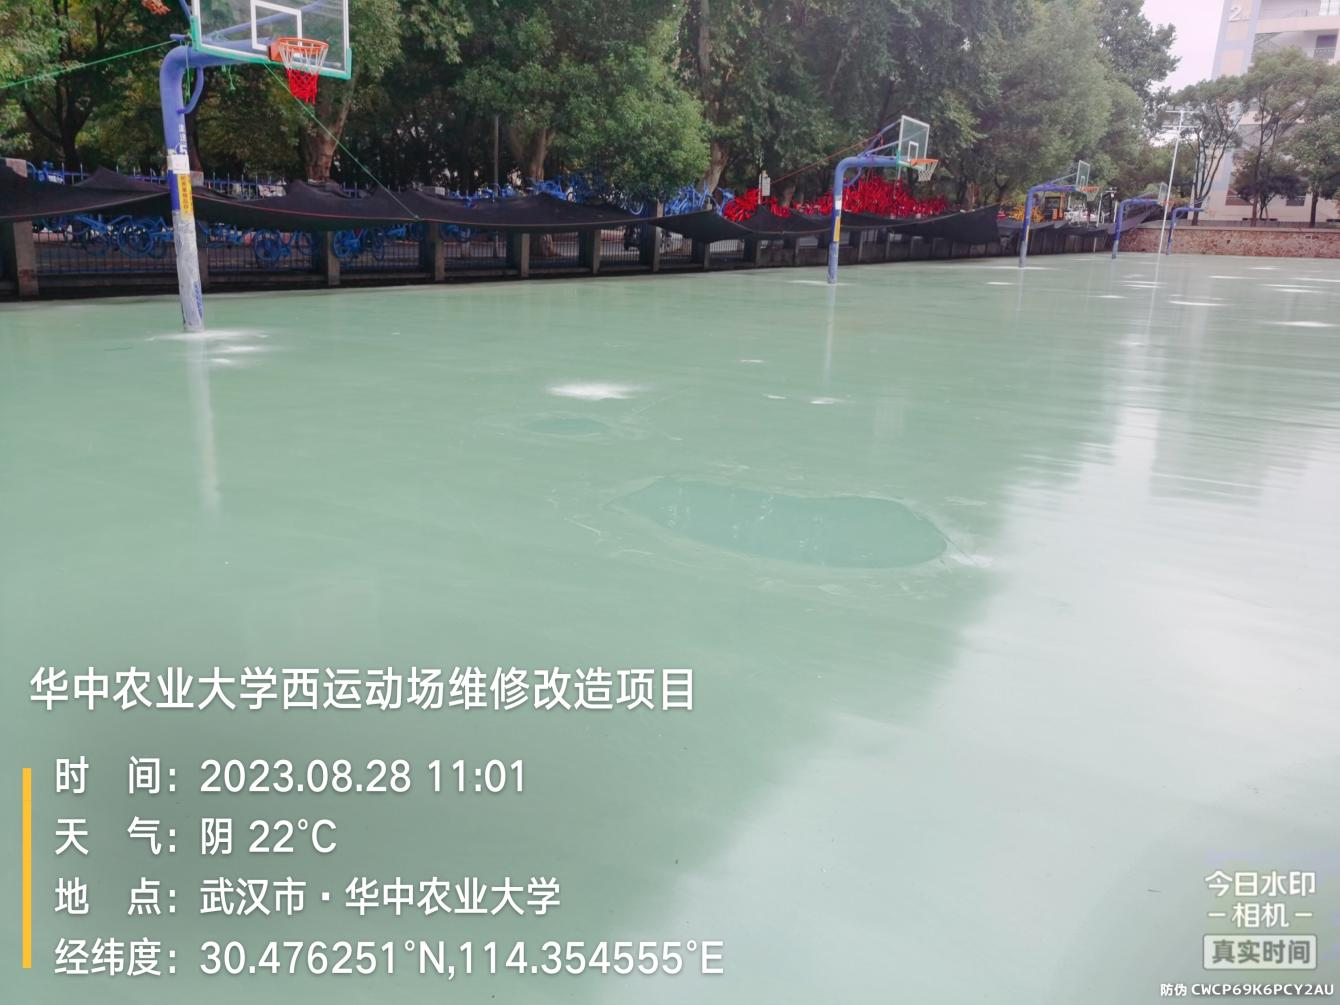 2
华中农业大学西运动场维修改造项目
时 间：2023.08.28 11:01
天 气：阴 22°C
地 点：武汉市·华中农业大学
经纬度：30.476251°N,114.354555°E
今日水印
相机
真实时间
防伪 CWCP69K6PCY2AU